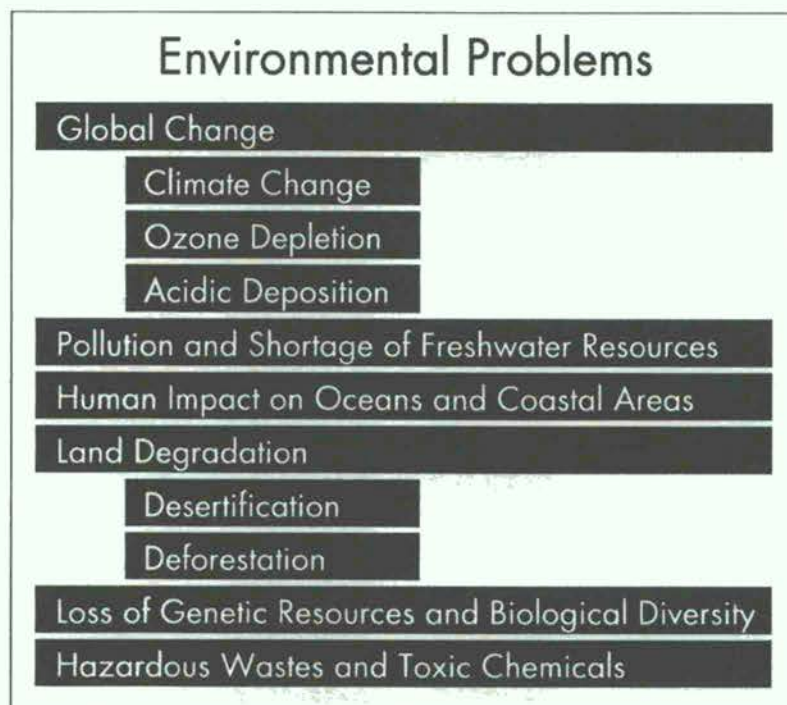 Environmental Problems
Global Change
Climate Change
Ozone Depletion
Acidic Deposition
Pollution and Shortage of Freshwater Resources
Human Impact on Oceans and Coastal Areas
Land Degradation
Desertification
Deforestation
Loss of Genetic Resources and Biological Diversity
Hazardous Wastes and Toxic Chemicals